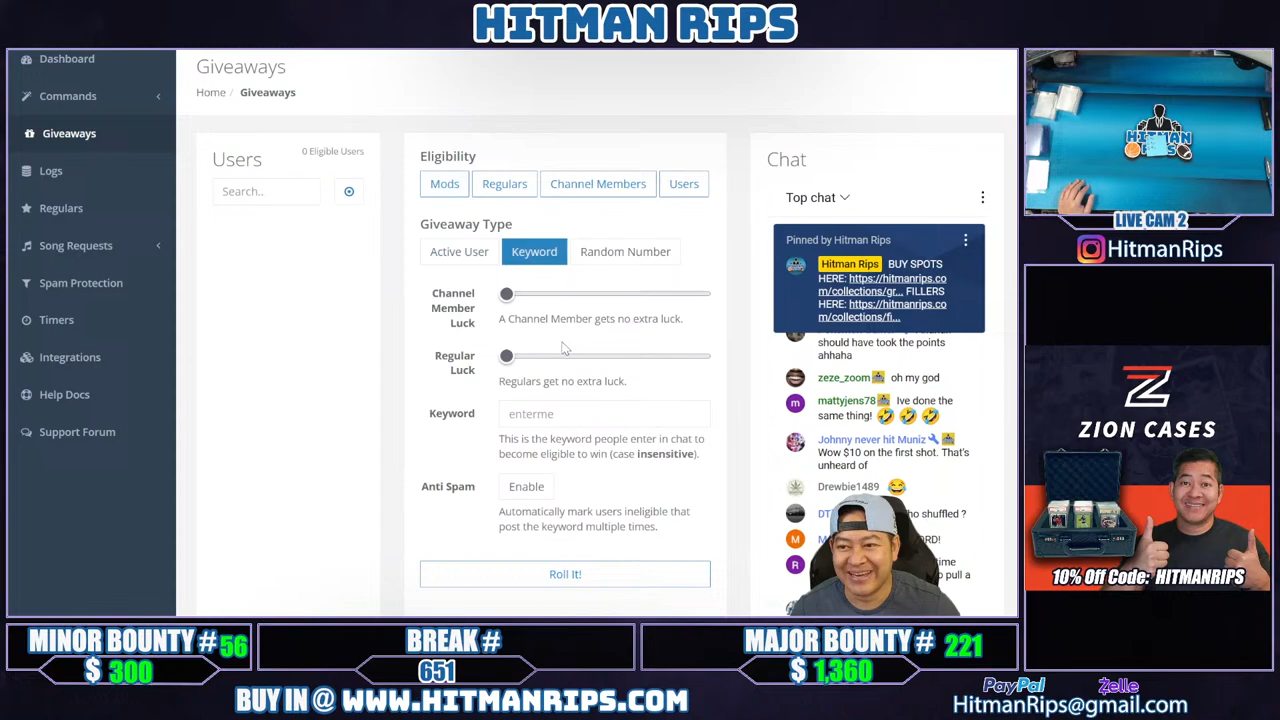 HITMAN RIPS
Dashboard
Commands
Giveaways
Logs
Regulars
Song Requests
Spam Protection
Timers
Integrations
Help Docs
Support Forum
Giveaways
Home / Giveaways
Users
0 Eligible Users
Search..
Eligibility
Mods
Regulars
Channel Members
Users
Giveaway Type
Active User
Keyword
Random Number
Channel
Member
Luck
A Channel Member gets no extra luck.
Regular
Luck
Regulars get no extra luck.
Keyword
enterme
This is the keyword people enter in chat to
become eligible to win (case insensitive).
Anti Spam
Enable
Automatically mark users ineligible that
post the keyword multiple times.
Roll It!
Chat
Top chat
Pinned by Hitman Rips
Hitman Rips BUY SPOTS
HERE: https://hitmanrips.co
m/collections/gr... FILLERS
HERE: https://hitmanrips.co
m/collections/fi...
should have took the points
ahhaha
zeze_zoom oh my god
mattyjens78 Ive done the
same thing! 🤣🤣🤣
Johnny never hit Muniz
Wow $10 on the first shot. That's
unheard of
Drewbie1489 😂
who shuffled ?
to pull a
HITMAN
RIPS
LIVE CAM 2
HitmanRips
ZION CASES
10% Off Code: HITMANRIPS
MINOR BOUNTY # 56
$ 300
BREAK #
651
MAJOR BOUNTY # 221
$ 1,360
BUY IN @ WWW.HITMANRIPS.COM
PayPal
Zelle
HitmanRips@gmail.com